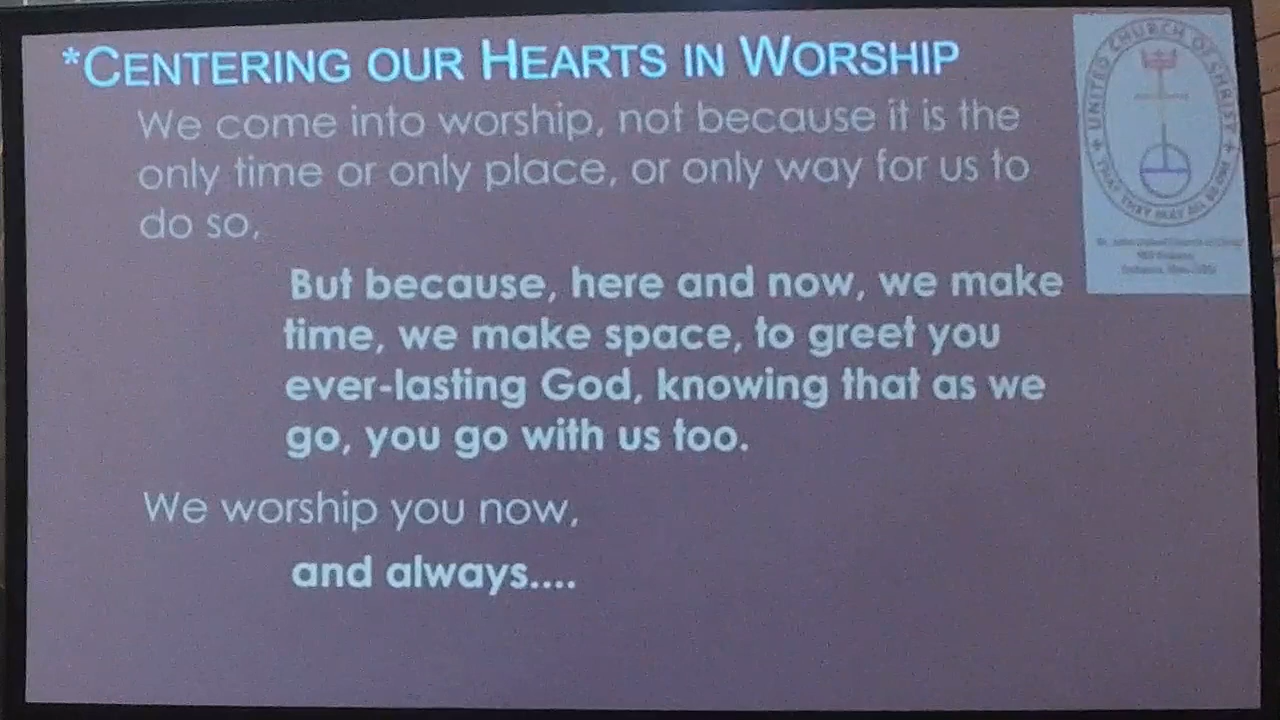 *CENTERING OUR HEARTS IN WORSHIP
We come into worship, not because it is the
only time or only place, or only way for us to
do so,
But because, here and now, we make
time, we make space, to greet you
ever-lasting God, knowing that as we
go, you go with us too.
We worship you now,
and always....
UNITED CHURCH OF CHRIST
THAT THEY MAY ALL BE ONE